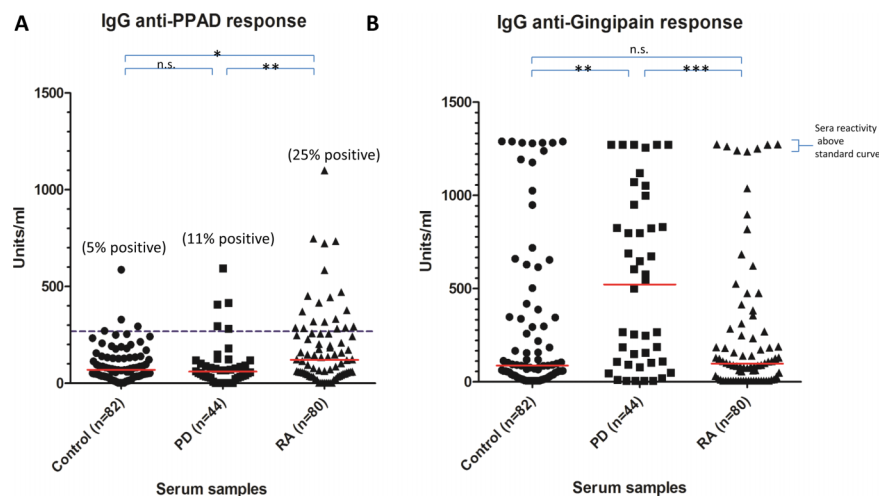 A
IgG anti-PPAD response
*
n.s.
**
1500
1000
500
0
Units/ml
(5% positive)
(11% positive)
(25% positive)
Control (n=82)
PD (n=44)
RA (n=80)
Serum samples
B
IgG anti-Gingipain response
n.s.
**
***
1500
1000
500
0
Units/ml
Sera reactivity
above
standard curve
Control (n=82)
PD (n=44)
RA (n=80)
Serum samples